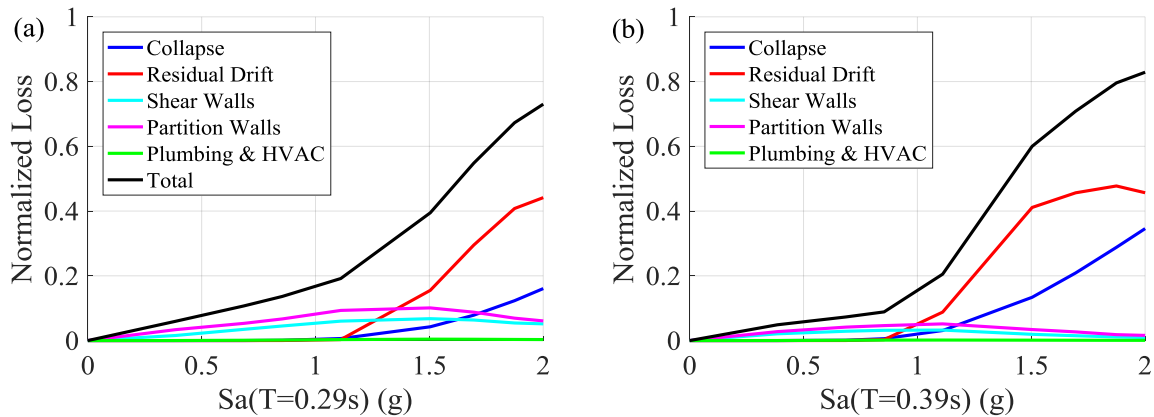 (a)
1
0.8
0.6
0.4
0.2
0
Normalized Loss
Collapse
Residual Drift
Shear Walls
Partition Walls
Plumbing & HVAC
Total
0 0.5 1 1.5 2
Sa(T=0.29s) (g)
(b)
1
0.8
0.6
0.4
0.2
0
Normalized Loss
Collapse
Residual Drift
Shear Walls
Partition Walls
Plumbing & HVAC
0 0.5 1 1.5 2
Sa(T=0.39s) (g)